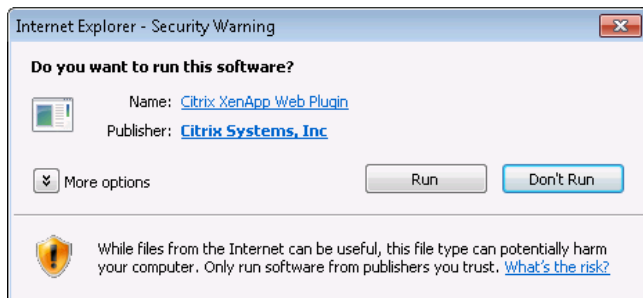 Internet Explorer - Security Warning
Do you want to run this software?
Name: Citrix XenApp Web Plugin
Publisher: Citrix Systems, Inc
More options
Run
Don't Run
While files from the Internet can be useful, this file type can potentially harm
your computer. Only run software from publishers you trust. What's the risk?